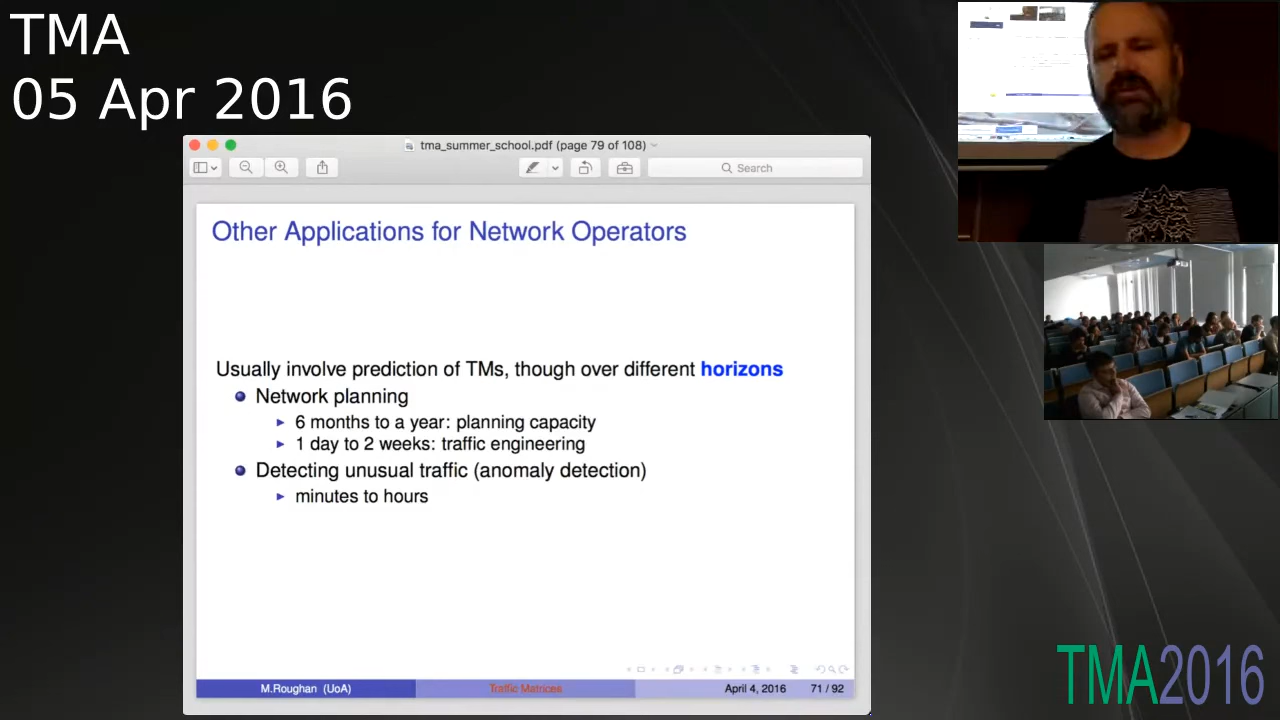 TMA
05 Apr 2016
tma_summer_school.pdf (page 79 of 108)
Search
Other Applications for Network Operators
Usually involve prediction of TMs, though over different horizons
Network planning
6 months to a year: planning capacity
1 day to 2 weeks: traffic engineering
Detecting unusual traffic (anomaly detection)
minutes to hours
M.Roughan (UoA)
Traffic Matrices
April 4, 2016
71 / 92
TMA2016